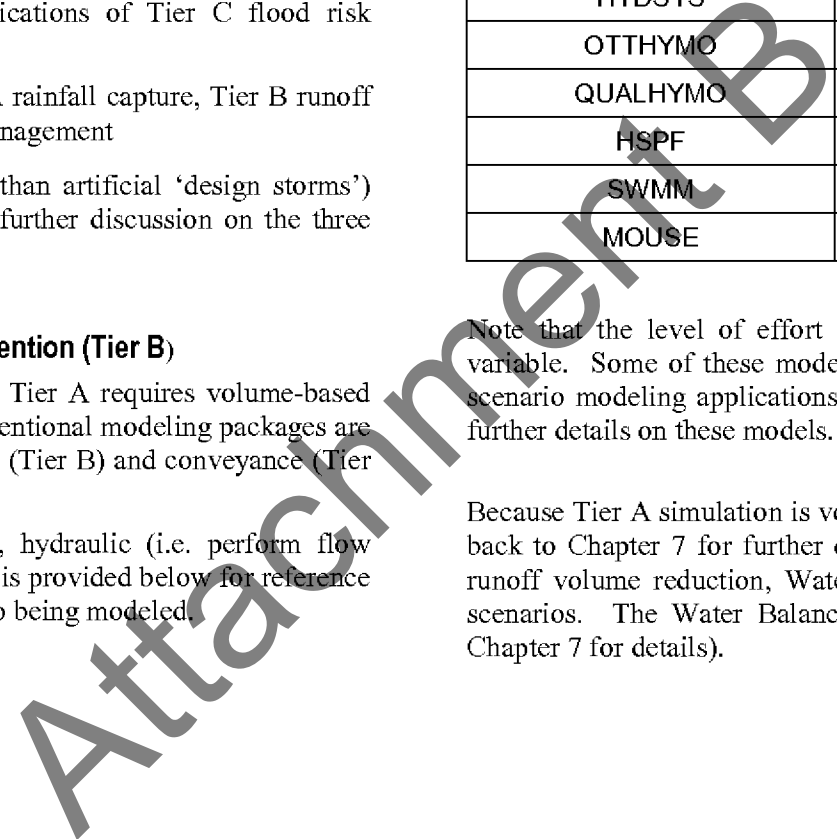 ications of Tier C flood risk
rainfall capture, Tier B runoff
nagement
than artificial ‘design storms’)
further discussion on the three
ention (Tier B)
Tier A requires volume-based
entional modeling packages are
(Tier B) and conveyance (Tier
, hydraulic (i.e. perform flow
is provided below for reference
o being modeled.
OTTHYMO
QUALHYMO
HSPF
SWMM
MOUSE
Note that the level of effort
variable. Some of these mode
scenario modeling applications
further details on these models.
Because Tier A simulation is v
back to Chapter 7 for further
runoff volume reduction, Wate
scenarios. The Water Balanc
Chapter 7 for details).
Attachment B